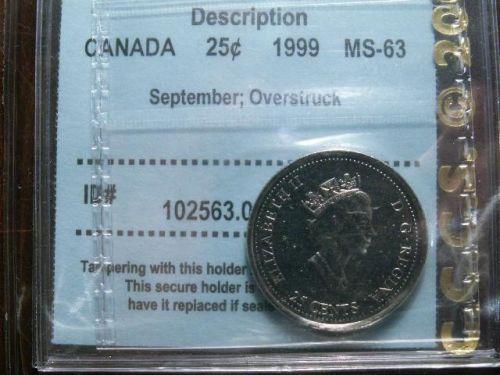 Description
CANADA 25¢ 1999 MS-63
September; Overstruck
ID# 102563.0
Tampering with this holder
This secure holder is
have it replaced if seals
ELIZABETH II D·G·REGINA
25 CENTS